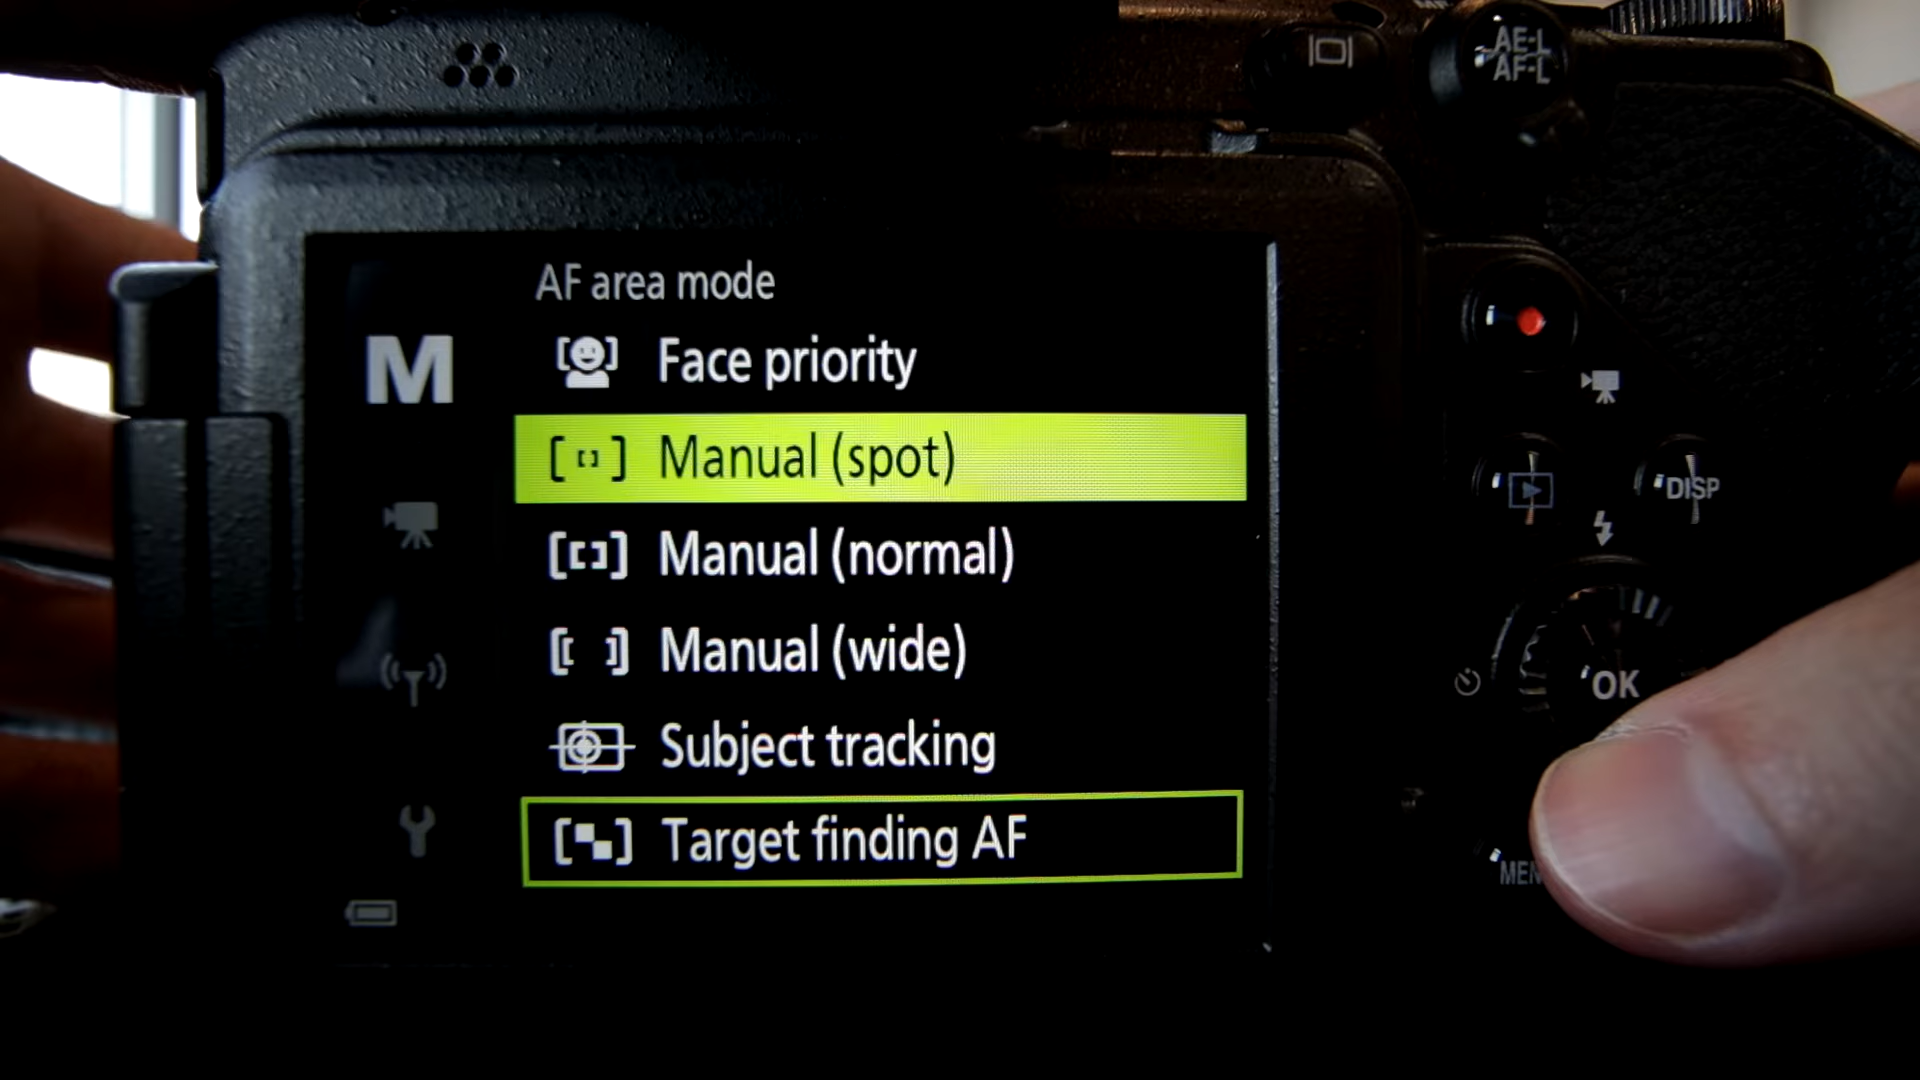 AE-L
AF-L
AF area mode
M
Face priority
Manual (spot)
Manual (normal)
Manual (wide)
Subject tracking
Target finding AF
DISP
OK
MEN